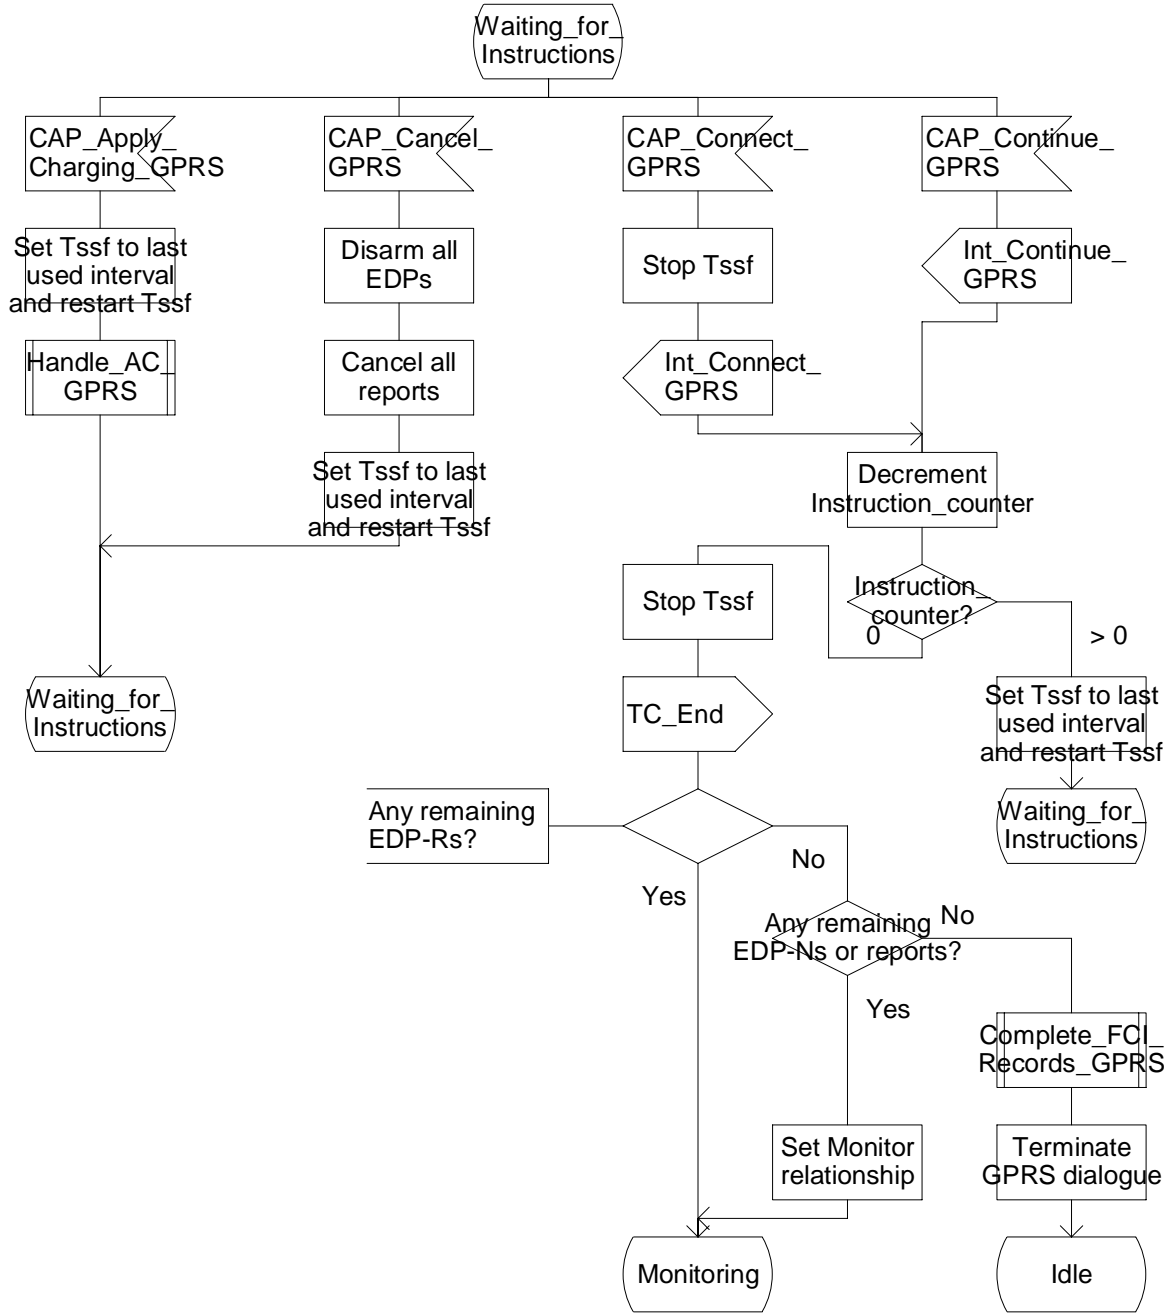 Waiting_for_
Instructions
CAP_Apply_
Charging_GPRS
CAP_Cancel_
GPRS
CAP_Connect_
GPRS
CAP_Continue_
GPRS
Set Tssf to last
used interval
and restart Tssf
Disarm all
EDPs
Stop Tssf
Int_Continue_
GPRS
Handle_AC_
GPRS
Cancel all
reports
Int_Connect_
GPRS
Set Tssf to last
used interval
and restart Tssf
Decrement
Instruction_counter
Stop Tssf
Instruction_
counter?
0
> 0
Waiting_for_
Instructions
TC_End
Set Tssf to last
used interval
and restart Tssf
Any remaining
EDP-Rs?
Waiting_for_
Instructions
No
Yes
Any remaining
EDP-Ns or reports?
No
Yes
Complete_FCI_
Records_GPRS
Set Monitor
relationship
Terminate
GPRS dialogue
Monitoring
Idle